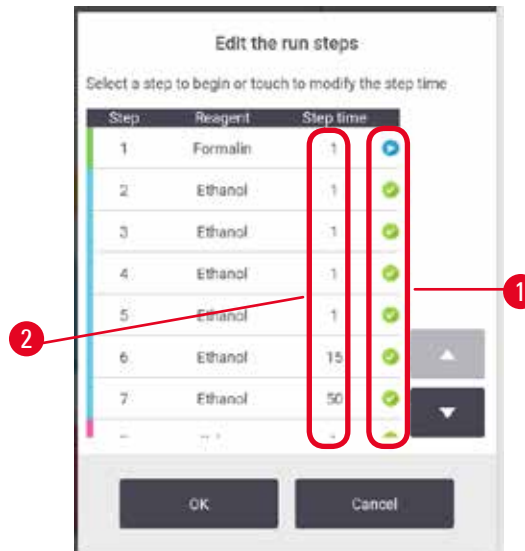 Edit the run steps
Select a step to begin or touch to modify the step time
Step Reagent Step time
1 Formalin 1
2 Ethanol 1
3 Ethanol 1
4 Ethanol 1
5 Ethanol 1
6 Ethanol 15
7 Ethanol 50
OK Cancel
1
2